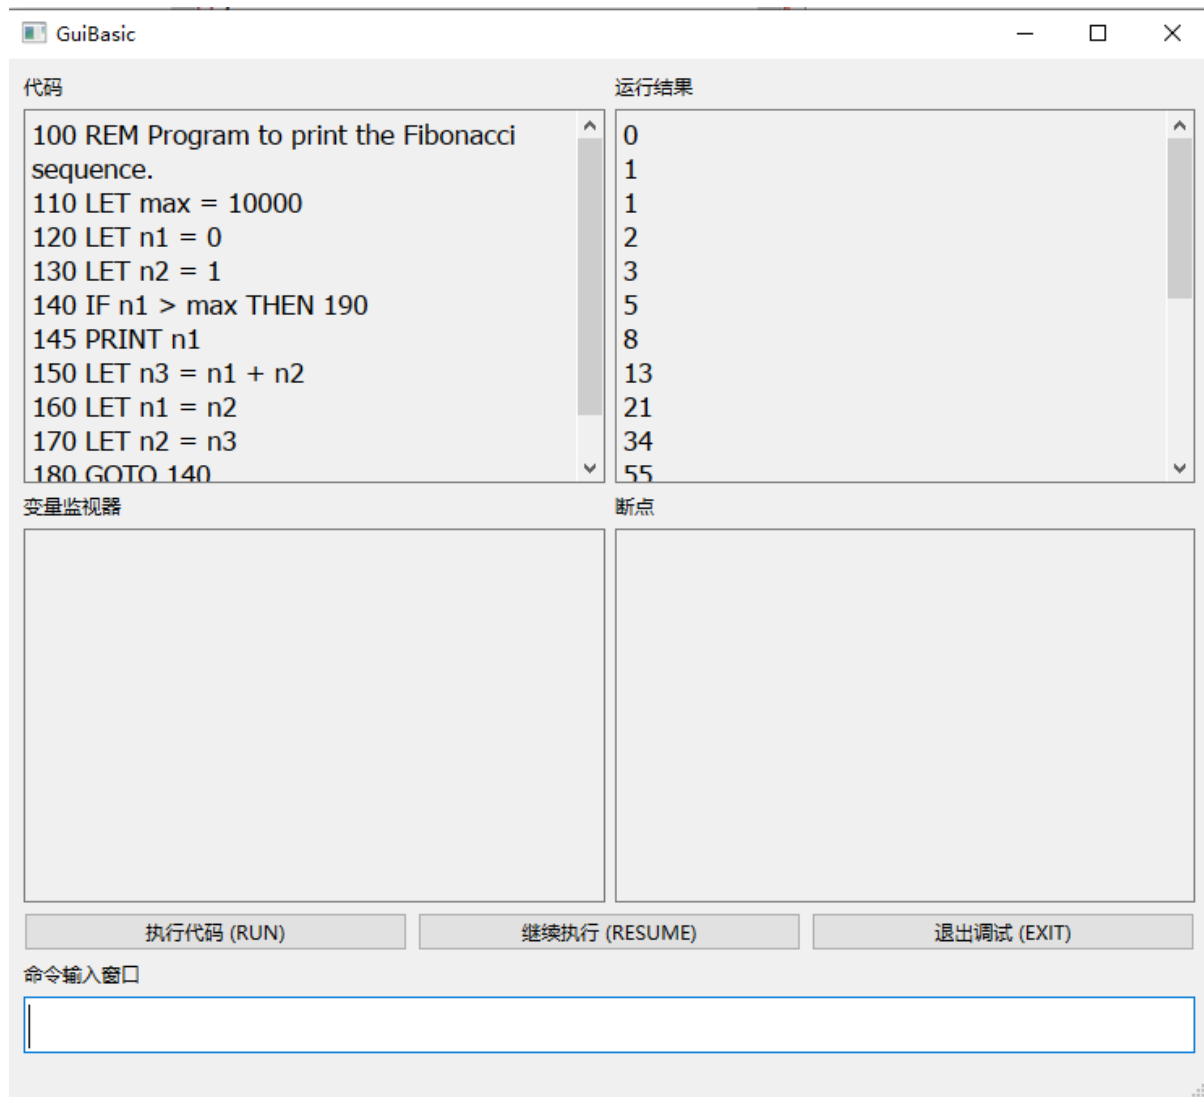 GuiBasic
代码
100 REM Program to print the Fibonacci
sequence.
110 LET max = 10000
120 LET n1 = 0
130 LET n2 = 1
140 IF n1 > max THEN 190
145 PRINT n1
150 LET n3 = n1 + n2
160 LET n1 = n2
170 LET n2 = n3
180 GOTO 140
运行结果
0
1
1
2
3
5
8
13
21
34
55
变量监视器
断点
执行代码 (RUN)
继续执行 (RESUME)
退出调试 (EXIT)
命令输入窗口